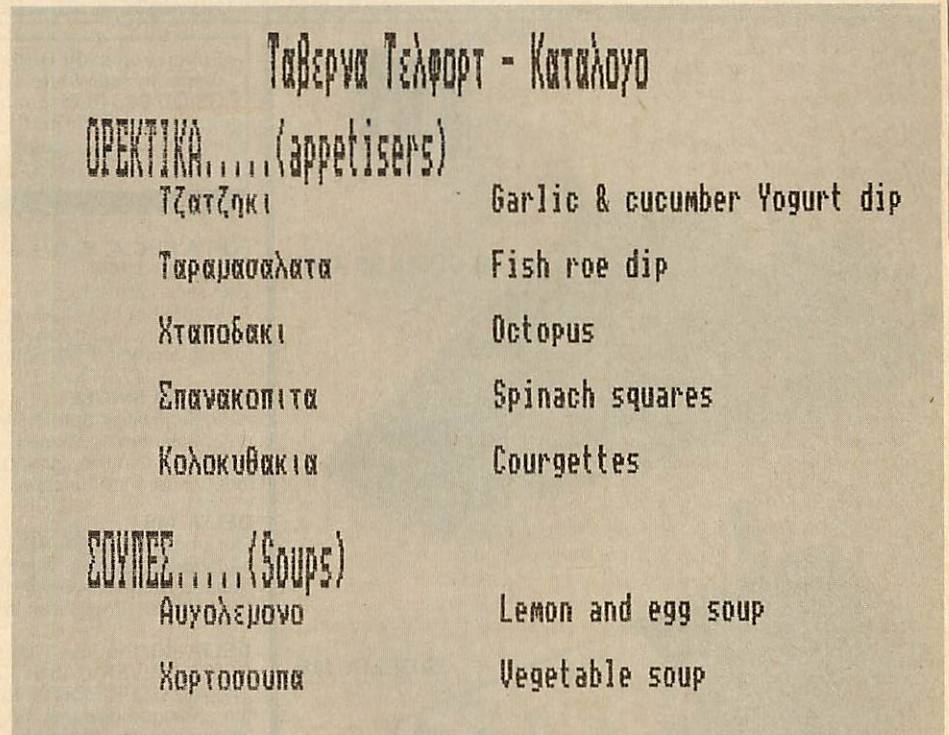 Ταβερνα Τελφορτ - Καταλογο
ΟΡΕΚΤΙΚΑ.....(appetisers)
Τζατζηκι Garlic & cucumber Yogurt dip
Ταραμασαλατα Fish roe dip
Χταποδακι Octopus
Σπανακοπιτα Spinach squares
Κολοκυθακια Courgettes
ΣΟΥΠΕΣ.....(Soups)
Αυγολεμονο Lemon and egg soup
Χορτοσουπα Vegetable soup